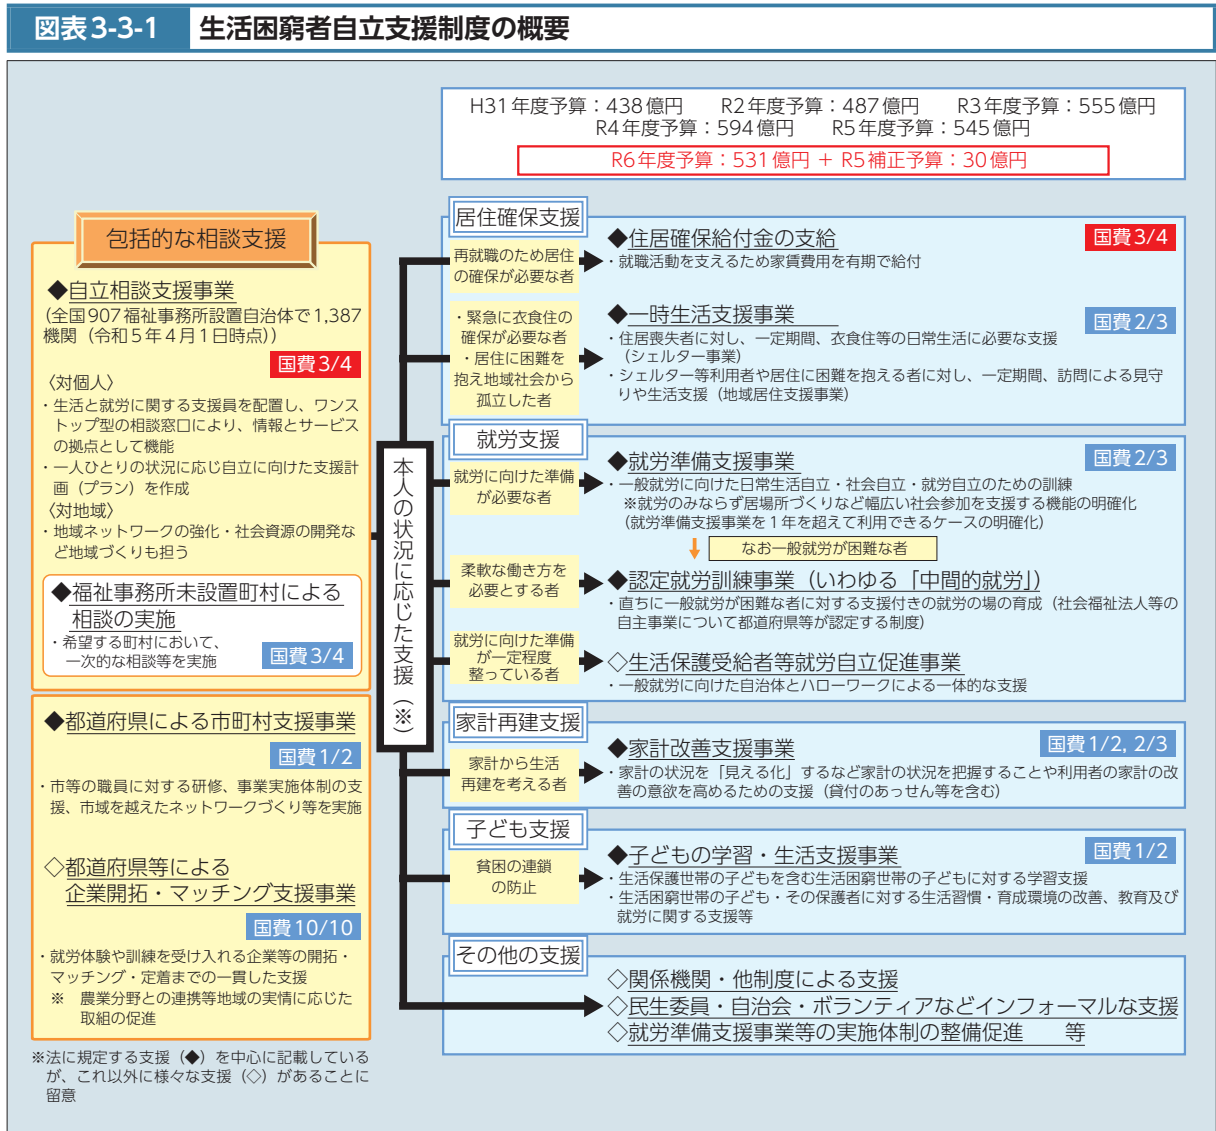 図表3-3-1 生活困窮者自立支援制度の概要
H31年度予算：438億円 R2年度予算：487億円 R3年度予算：555億円
R4年度予算：594億円 R5年度予算：545億円
R6年度予算：531億円 ＋ R5補正予算：30億円
包括的な相談支援
◆自立相談支援事業
(全国907福祉事務所設置自治体で1,387
機関（令和5年4月1日時点））
国費3/4
〈対個人〉
・生活と就労に関する支援員を配置し、ワンス
トップ型の相談窓口により、情報とサービス
の拠点として機能
・一人ひとりの状況に応じ自立に向けた支援計
画（プラン）を作成
〈対地域〉
・地域ネットワークの強化・社会資源の開発な
ど地域づくりも担う
◆福祉事務所未設置町村による
相談の実施
・希望する町村において、
一次的な相談等を実施
国費3/4
◆都道府県による市町村支援事業
国費1/2
・市等の職員に対する研修、事業実施体制の支
援、市域を越えたネットワークづくり等を実施
◇都道府県等による
企業開拓・マッチング支援事業
国費10/10
・就労体験や訓練を受け入れる企業等の開拓・
マッチング・定着までの一貫した支援
※ 農業分野との連携等地域の実情に応じた
取組の促進
※法に規定する支援（◆）を中心に記載している
が、これ以外に様々な支援（◇）があることに
留意
本人の状況に応じた支援（※）
居住確保支援
再就職のため居住
の確保が必要な者
◆住居確保給付金の支給
国費3/4
・就職活動を支えるため家賃費用を有期で給付
・緊急に衣食住の
確保が必要な者
・居住に困難を
抱え地域社会から
孤立した者
◆一時生活支援事業
国費2/3
・住居喪失者に対し、一定期間、衣食住等の日常生活に必要な支援
（シェルター事業）
・シェルター等利用者や居住に困難を抱える者に対し、一定期間、訪問による見守
りや生活支援（地域居住支援事業）
就労支援
就労に向けた準備
が必要な者
◆就労準備支援事業
国費2/3
・一般就労に向けた日常生活自立・社会自立・就労自立のための訓練
※就労のみならず居場所づくりなど幅広い社会参加を支援する機能の明確化
（就労準備支援事業を1年を超えて利用できるケースの明確化）
なお一般就労が困難な者
柔軟な働き方を
必要とする者
◆認定就労訓練事業（いわゆる「中間的就労」）
・直ちに一般就労が困難な者に対する支援付きの就労の場の育成（社会福祉法人等の
自主事業について都道府県等が認定する制度）
就労に向けた準備
が一定程度
整っている者
◇生活保護受給者等就労自立促進事業
・一般就労に向けた自治体とハローワークによる一体的な支援
家計再建支援
家計から生活
再建を考える者
◆家計改善支援事業
国費1/2, 2/3
・家計の状況を「見える化」するなど家計の状況を把握することや利用者の家計の改
善の意欲を高めるための支援（貸付のあっせん等を含む）
子ども支援
貧困の連鎖
の防止
◆子どもの学習・生活支援事業
国費1/2
・生活保護世帯の子どもを含む生活困窮世帯の子どもに対する学習支援
・生活困窮世帯の子ども・その保護者に対する生活習慣・育成環境の改善、教育及び
就労に関する支援等
その他の支援
◇関係機関・他制度による支援
◇民生委員・自治会・ボランティアなどインフォーマルな支援
◇就労準備支援事業等の実施体制の整備促進 等